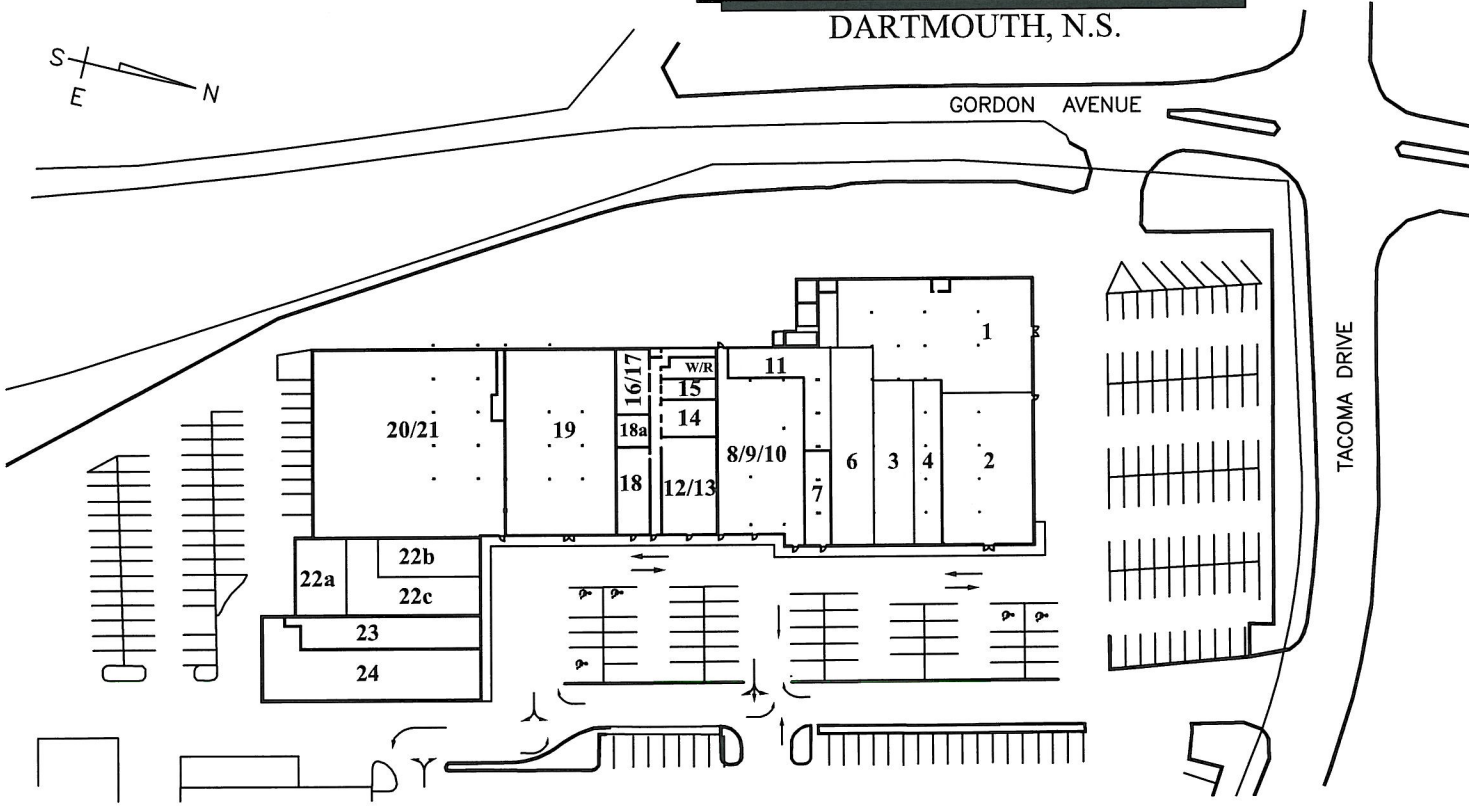 DARTMOUTH, N.S.
S
E
N
GORDON AVENUE
TACOMA DRIVE
1
11
W/R
16/17
15
14
18a
20/21
19
8/9/10
6
3
4
2
18
12/13
7
22a
22b
22c
23
24